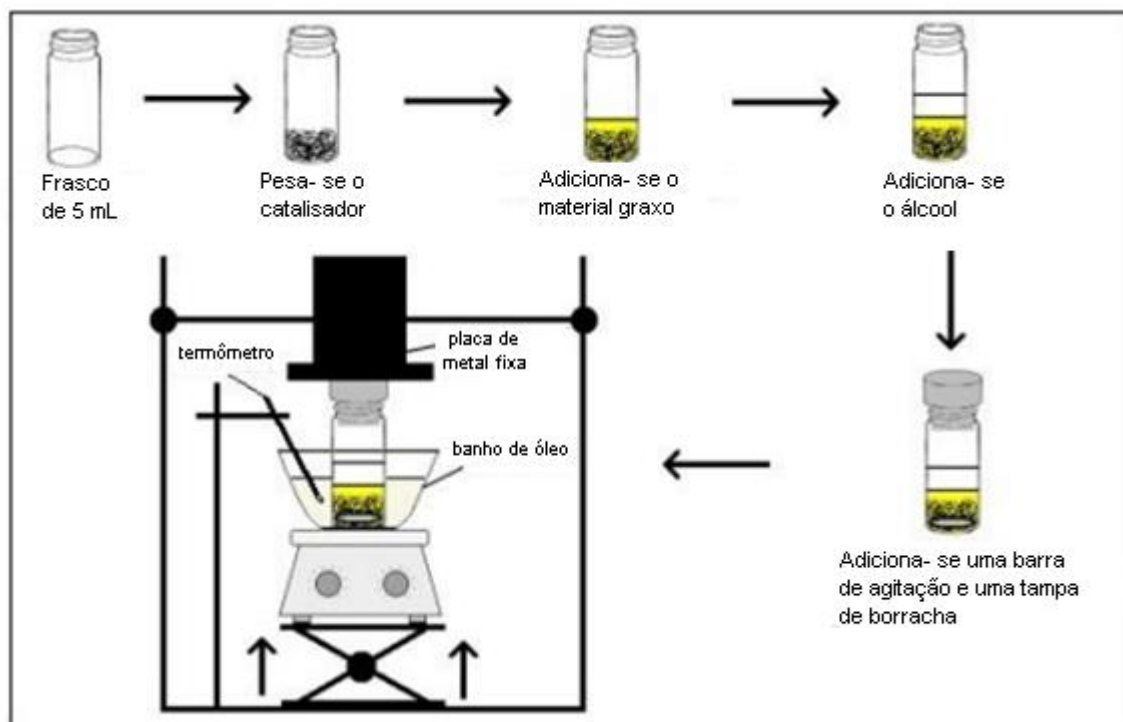 Frasco
de 5 mL
Pesa- se o
catalisador
Adiciona- se o
material graxo
Adiciona- se
o álcool
termômetro
placa de
metal fixa
banho de óleo
Adiciona- se uma barra
de agitação e uma tampa
de borracha